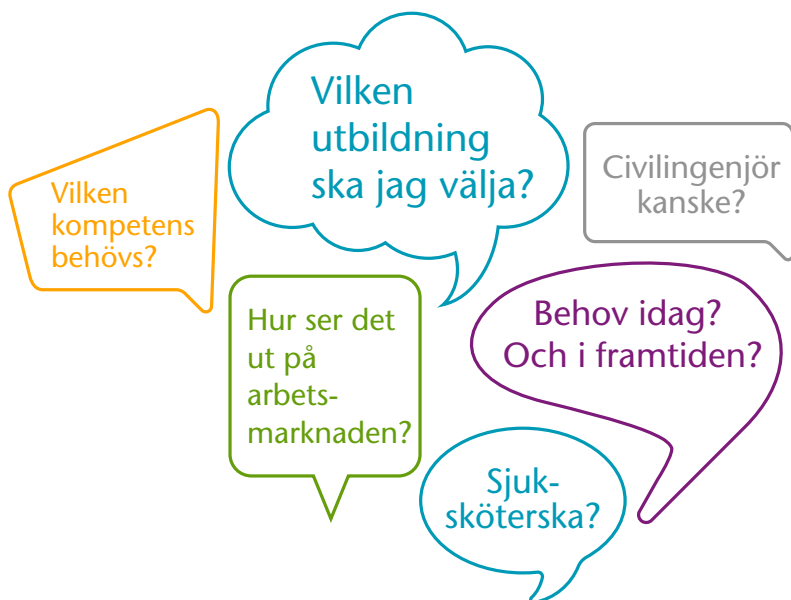 Vilken
utbildning
ska jag välja?
Civilingenjör
kanske?
Vilken
kompetens
behövs?
Hur ser det
ut på
arbets-
marknaden?
Behov idag?
Och i framtiden?
Sjuk-
sköterska?